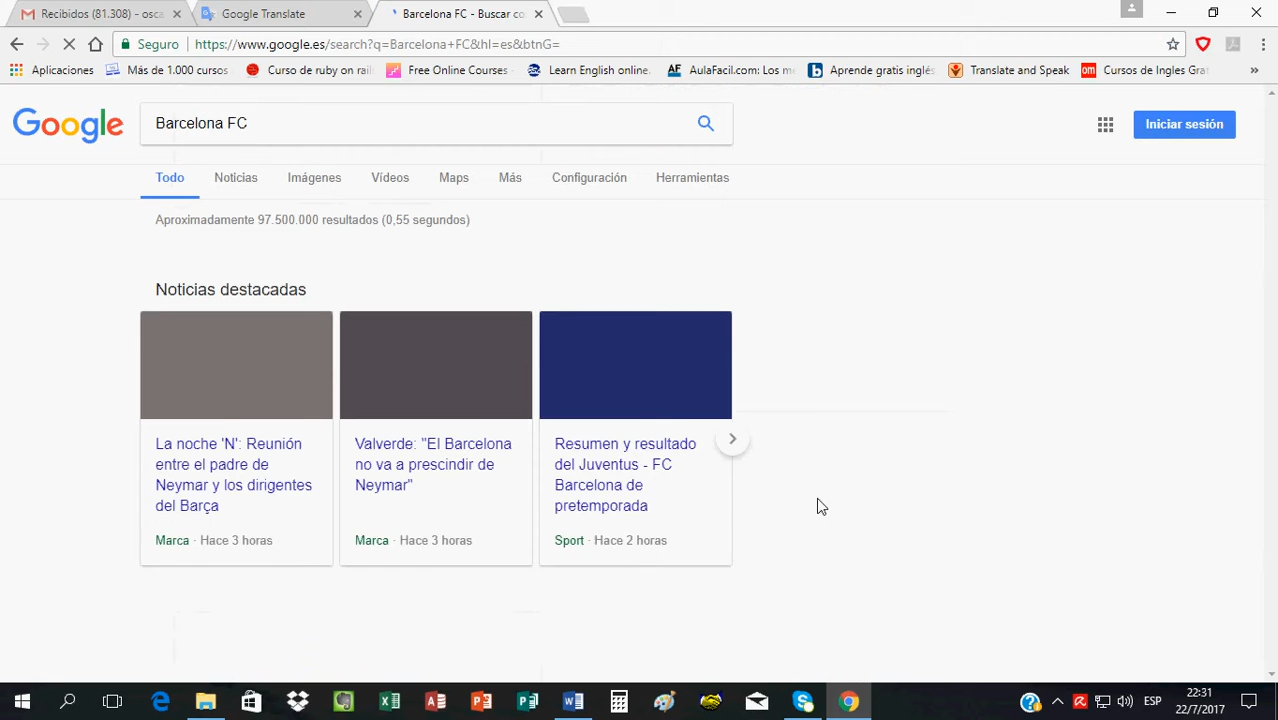 Recibidos (81.308) - osca
Google Translate
Barcelona FC - Buscar co
Seguro https://www.google.es/search?q=Barcelona+FC&hl=es&btnG=
Aplicaciones Más de 1.000 cursos Curso de ruby on rail Free Online Courses Learn English online AulaFacil.com: Los me Aprende gratis inglés Translate and Speak om Cursos de Ingles Grat »
Google Barcelona FC Iniciar sesión
Todo Noticias Imágenes Vídeos Maps Más Configuración Herramientas
Aproximadamente 97.500.000 resultados (0,55 segundos)
Noticias destacadas
La noche 'N': Reunión
entre el padre de
Neymar y los dirigentes
del Barça
Marca · Hace 3 horas
Valverde: "El Barcelona
no va a prescindir de
Neymar"
Marca · Hace 3 horas
Resumen y resultado
del Juventus - FC
Barcelona de
pretemporada
Sport · Hace 2 horas
ESP
22:31
22/7/2017